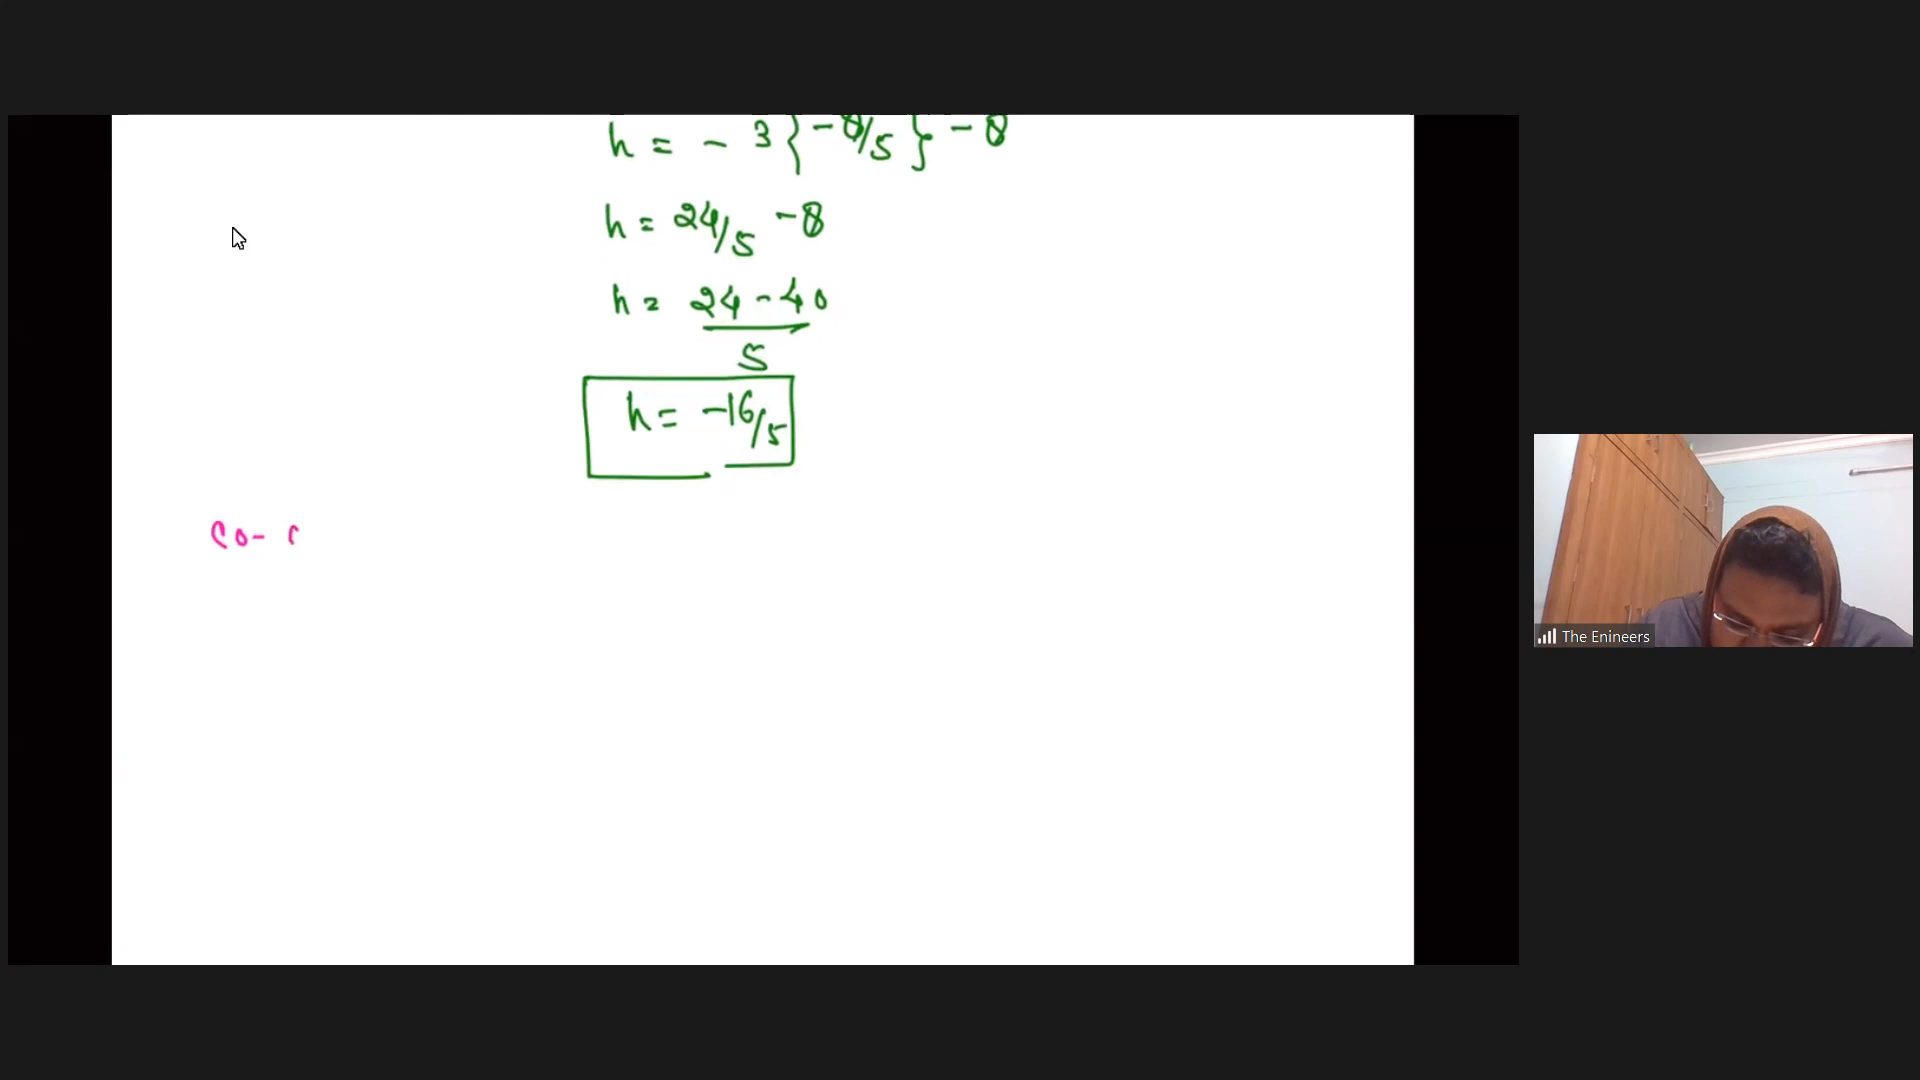 h = - 3 { -8/5 } - 8
h = 24/5 - 8
h = 24 - 40
5
h = -16/5
Co-
The Enineers